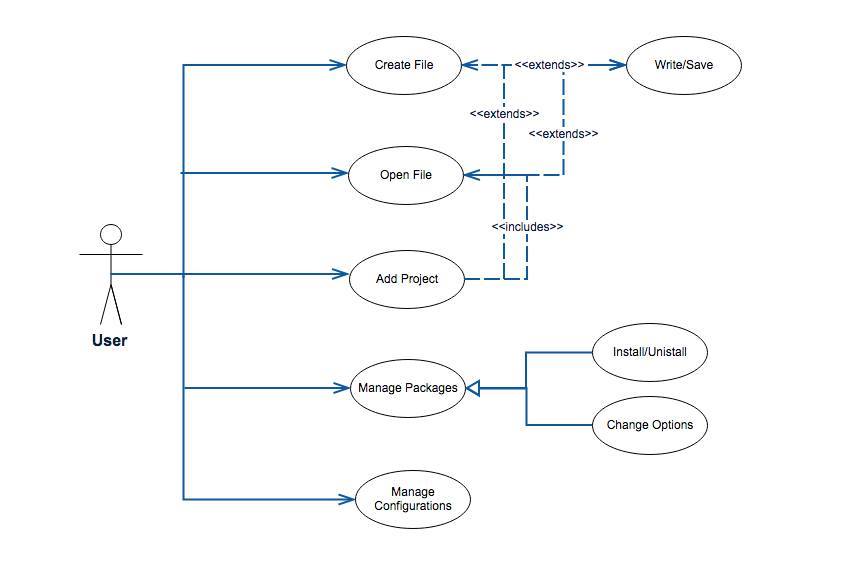 Create File
<<extends>>
Write/Save
<<extends>>
<<extends>>
Open File
<<includes>>
Add Project
User
Install/Unistall
Manage Packages
Change Options
Manage
Configurations